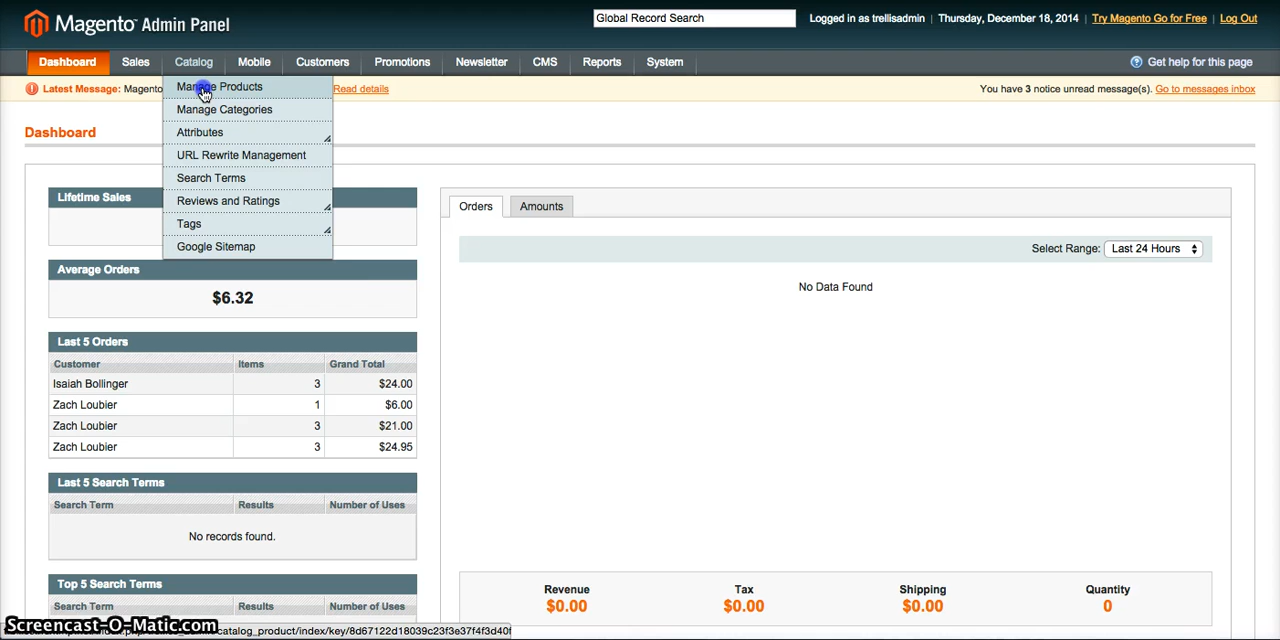 Magento Admin Panel
Global Record Search
Logged in as trellisadmin | Thursday, December 18, 2014 | Try Magento Go for Free | Log Out
Dashboard Sales Catalog Mobile Customers Promotions Newsletter CMS Reports System
Get help for this page
Latest Message: Magento
Read details
You have 3 notice unread message(s). Go to messages inbox
Manage Products
Manage Categories
Attributes
URL Rewrite Management
Search Terms
Reviews and Ratings
Tags
Google Sitemap
Dashboard
Lifetime Sales
Average Orders
$6.32
Last 5 Orders
Customer Items Grand Total
Isaiah Bollinger 3 $24.00
Zach Loubier 1 $6.00
Zach Loubier 3 $21.00
Zach Loubier 3 $24.95
Last 5 Search Terms
Search Term Results Number of Uses
No records found.
Top 5 Search Terms
Search Term Results Number of Uses
Orders Amounts
Select Range: Last 24 Hours
No Data Found
Revenue Tax Shipping Quantity
$0.00 $0.00 $0.00 0
Screencast-O-Matic.com
catalog_product/index/key/8d67122d18039c23f3e37f4f3d40f